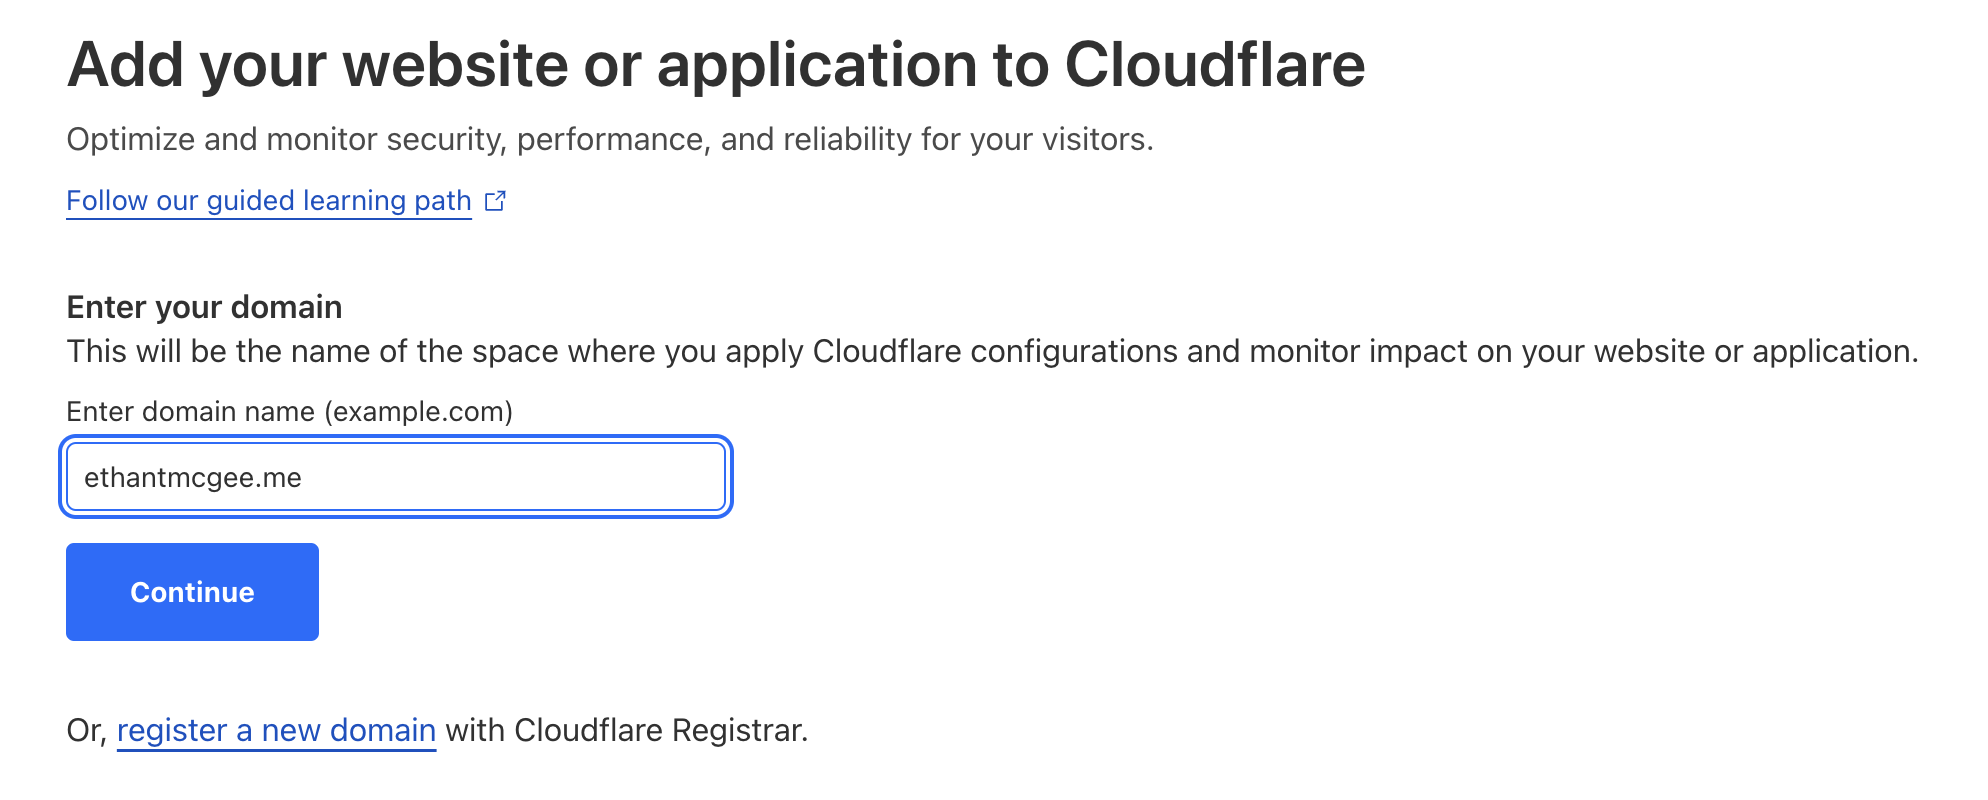 Add your website or application to Cloudflare
Optimize and monitor security, performance, and reliability for your visitors.
Follow our guided learning path
Enter your domain
This will be the name of the space where you apply Cloudflare configurations and monitor impact on your website or application.
Enter domain name (example.com)
ethantmcgee.me
Continue
Or, register a new domain with Cloudflare Registrar.